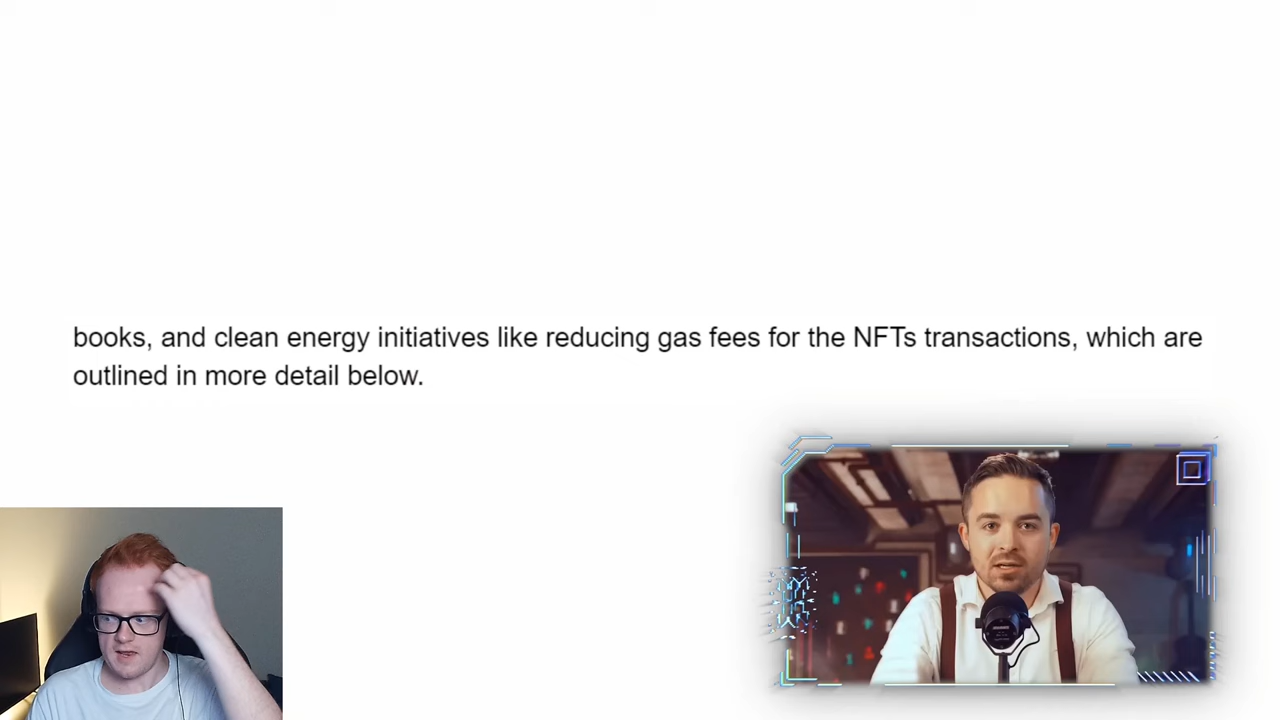 books, and clean energy initiatives like reducing gas fees for the NFTs transactions, which are
outlined in more detail below.